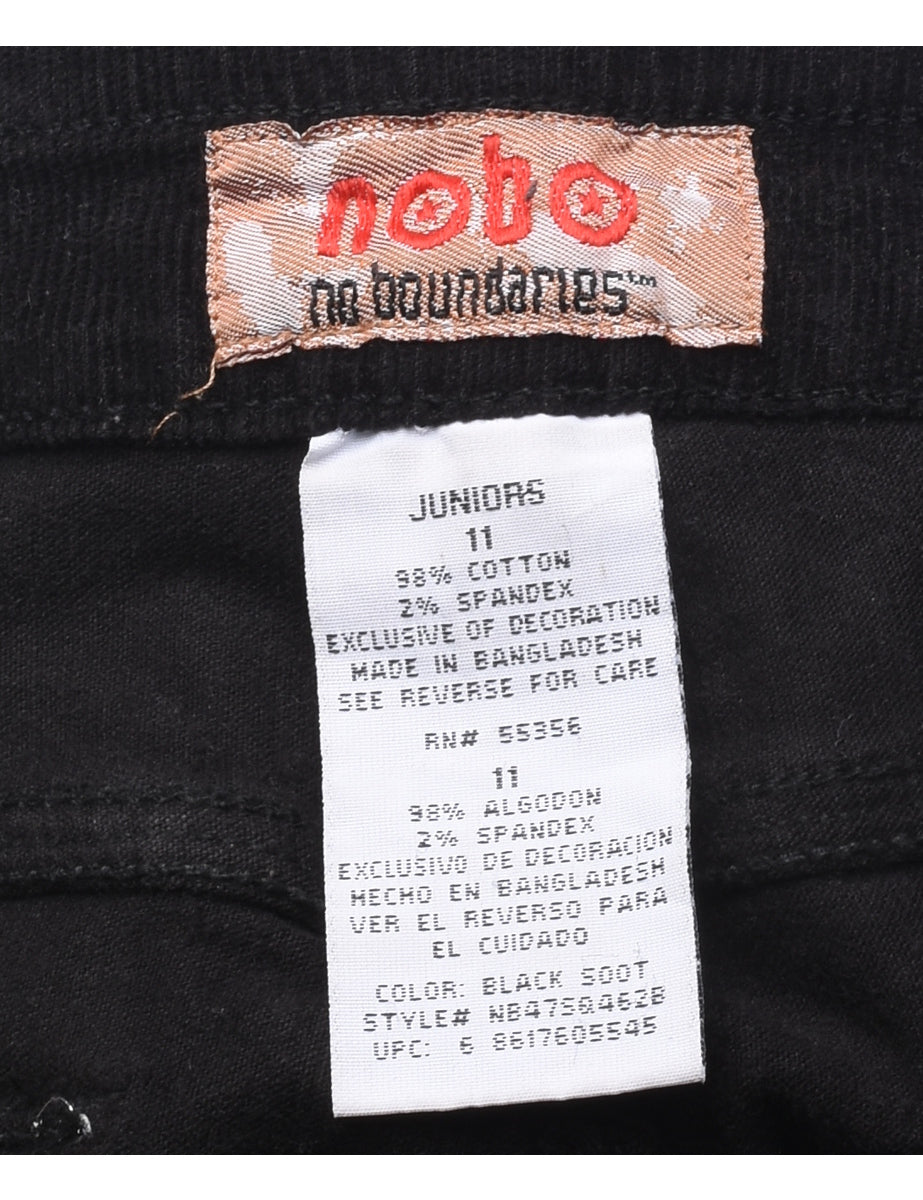 nobo
no boundaries™
JUNIORS
11
98% COTTON
2% SPANDEX
EXCLUSIVE OF DECORATION
MADE IN BANGLADESH
SEE REVERSE FOR CARE
RN# 55356
11
98% ALGODON
2% SPANDEX
EXCLUSIVO DE DECORACION
HECHO EN BANGLADESH
VER EL REVERSO PARA
EL CUIDADO
COLOR: BLACK SOOT
STYLE# NB47SQ462B
UPC: 6 8617605545